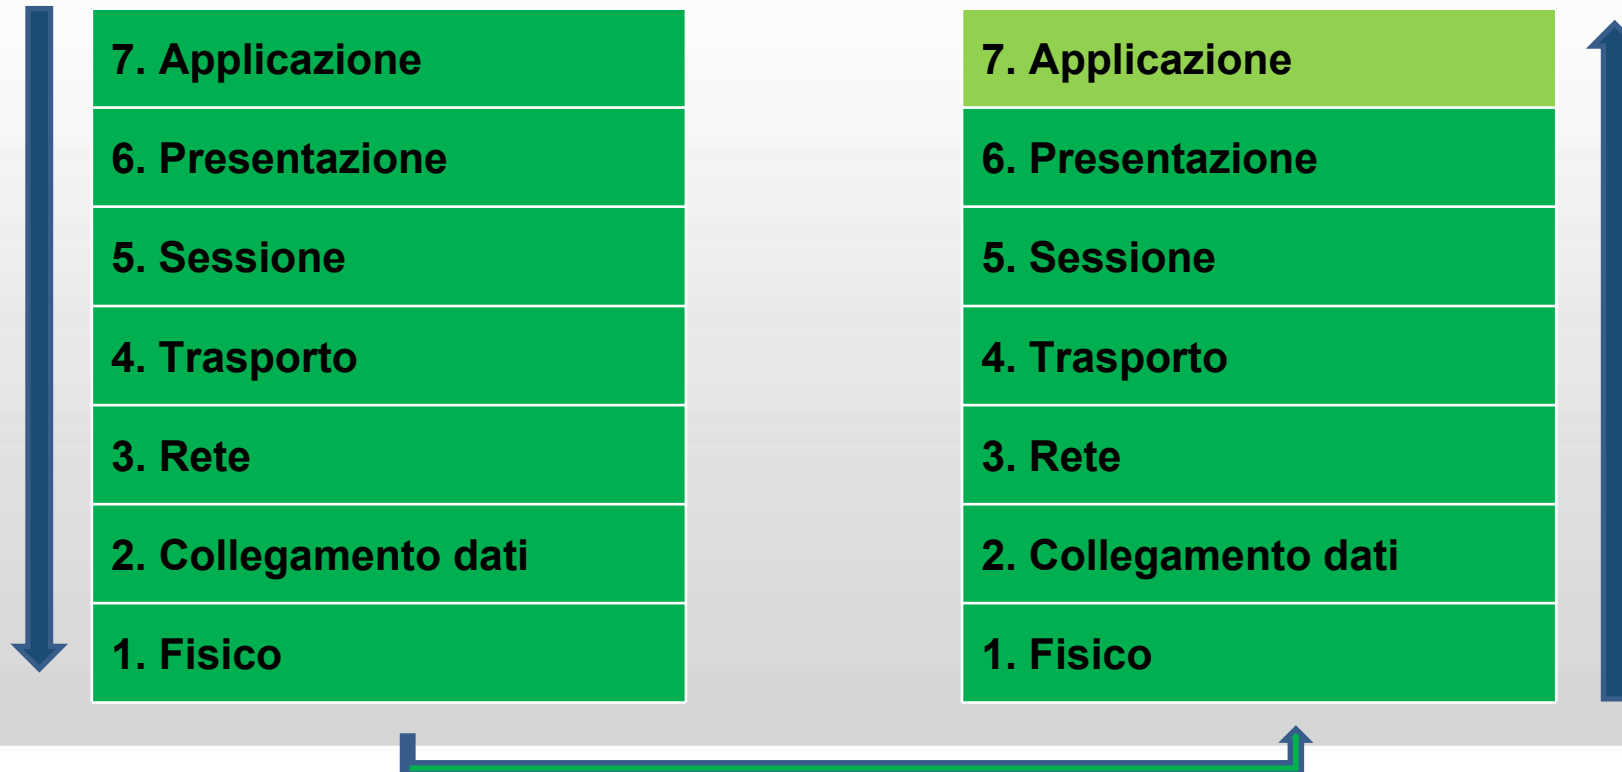 7. Applicazione
6. Presentazione
5. Sessione
4. Trasporto
3. Rete
2. Collegamento dati
1. Fisico
7. Applicazione
6. Presentazione
5. Sessione
4. Trasporto
3. Rete
2. Collegamento dati
1. Fisico